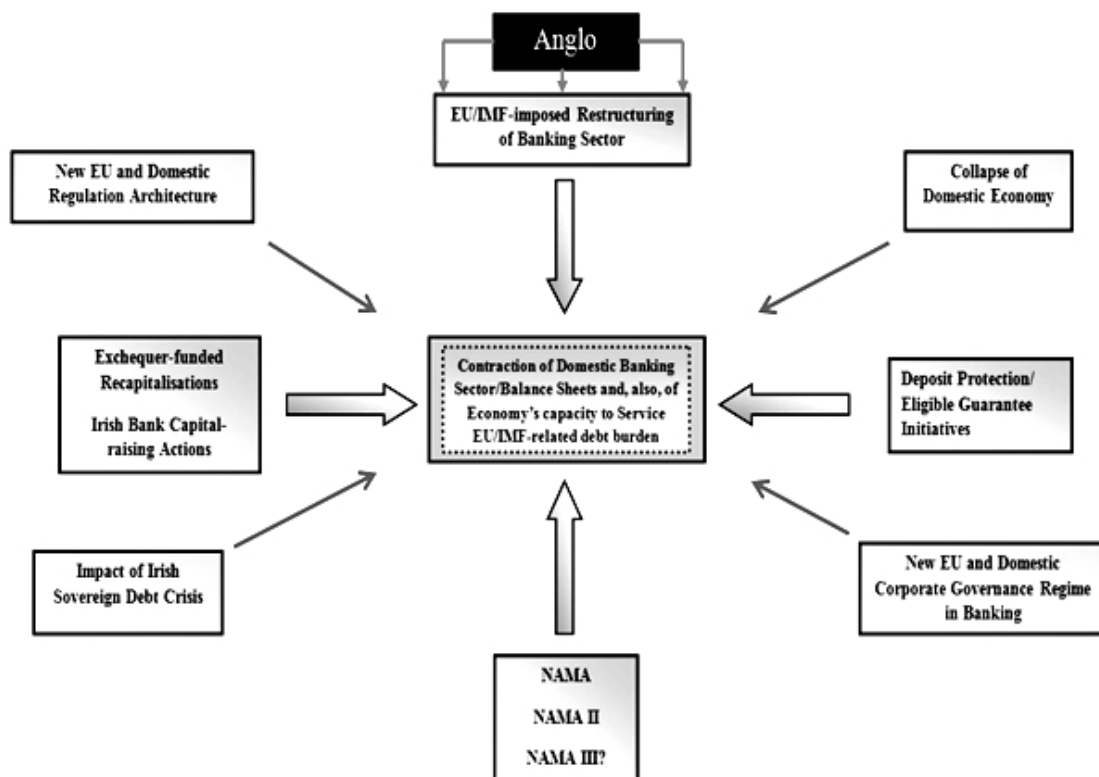 Anglo
EU/IMF-imposed Restructuring
of Banking Sector
New EU and Domestic
Regulation Architecture
Collapse of
Domestic Economy
Exchequer-funded
Recapitalisations
Irish Bank Capital-
raising Actions
Contraction of Domestic Banking
Sector/Balance Sheets and, also, of
Economy's capacity to Service
EU/IMF-related debt burden
Deposit Protection/
Eligible Guarantee
Initiatives
Impact of Irish
Sovereign Debt Crisis
New EU and Domestic
Corporate Governance Regime
in Banking
NAMA
NAMA II
NAMA III?